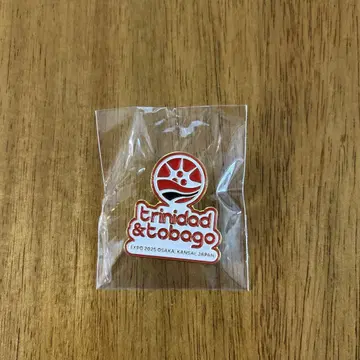 trinidad
& tobago
EXPO 2025 OSAKA, KANSAI, JAPAN